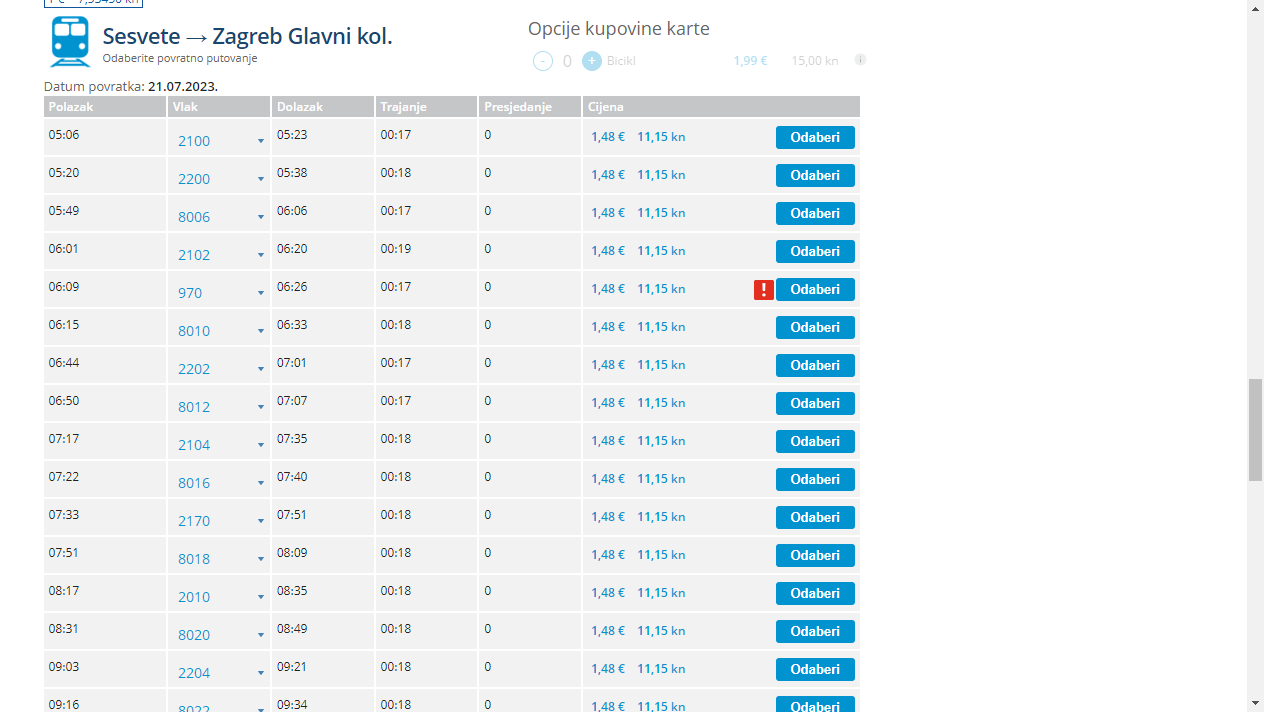 1 € = 7,53450 kn
Sesvete → Zagreb Glavni kol.
Odaberite povratno putovanje
Opcije kupovine karte
- 0 + Bicikl 1,99 € 15,00 kn i
Datum povratka: 21.07.2023.
Polazak Vlak Dolazak Trajanje Presjedanje Cijena
05:06 2100 05:23 00:17 0 1,48 € 11,15 kn Odaberi
05:20 2200 05:38 00:18 0 1,48 € 11,15 kn Odaberi
05:49 8006 06:06 00:17 0 1,48 € 11,15 kn Odaberi
06:01 2102 06:20 00:19 0 1,48 € 11,15 kn Odaberi
06:09 970 06:26 00:17 0 1,48 € 11,15 kn ! Odaberi
06:15 8010 06:33 00:18 0 1,48 € 11,15 kn Odaberi
06:44 2202 07:01 00:17 0 1,48 € 11,15 kn Odaberi
06:50 8012 07:07 00:17 0 1,48 € 11,15 kn Odaberi
07:17 2104 07:35 00:18 0 1,48 € 11,15 kn Odaberi
07:22 8016 07:40 00:18 0 1,48 € 11,15 kn Odaberi
07:33 2170 07:51 00:18 0 1,48 € 11,15 kn Odaberi
07:51 8018 08:09 00:18 0 1,48 € 11,15 kn Odaberi
08:17 2010 08:35 00:18 0 1,48 € 11,15 kn Odaberi
08:31 8020 08:49 00:18 0 1,48 € 11,15 kn Odaberi
09:03 2204 09:21 00:18 0 1,48 € 11,15 kn Odaberi
09:16 8022 09:34 00:18 0 1,48 € 11,15 kn Odaberi